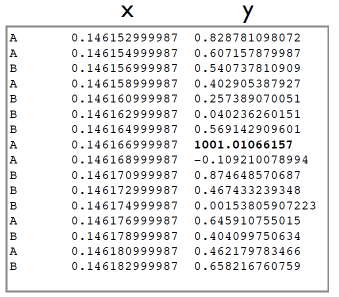 x y
A 0.146152999987 0.828781098072
A 0.146154999987 0.607157879987
B 0.146156999987 0.540737810909
A 0.146158999987 0.402905387927
B 0.146160999987 0.257389070051
B 0.146162999987 0.040236260151
B 0.146164999987 0.569142909601
A 0.146166999987 1001.01066157
A 0.146168999987 -0.109210078994
B 0.146170999987 0.874648570687
B 0.146172999987 0.467433239348
B 0.146174999987 0.00153805907223
A 0.146176999987 0.645910755015
B 0.146178999987 0.404099750634
A 0.146180999987 0.462179783466
B 0.146182999987 0.658216760759